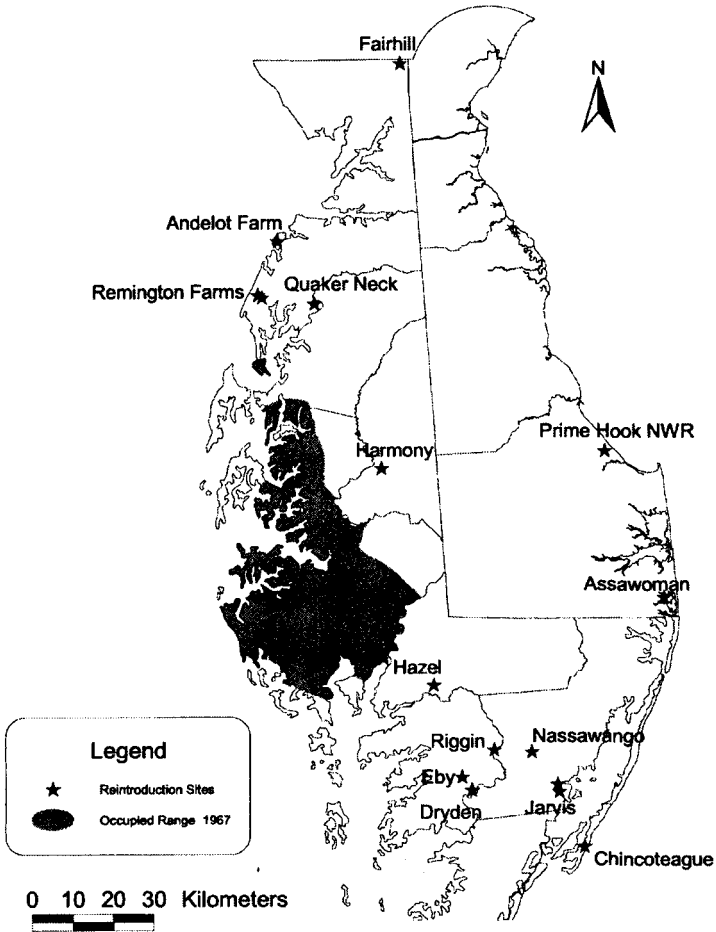 Fairhill
N
Andelot Farm
Remington Farms
Quaker Neck
Harmony
Prime Hook NWR
Assawoman
Hazel
Riggin
Nassawango
Eby
Dryden
Jarvis
Chincoteague
Legend
Reintroduction Sites
Occupied Range 1967
0 10 20 30 Kilometers